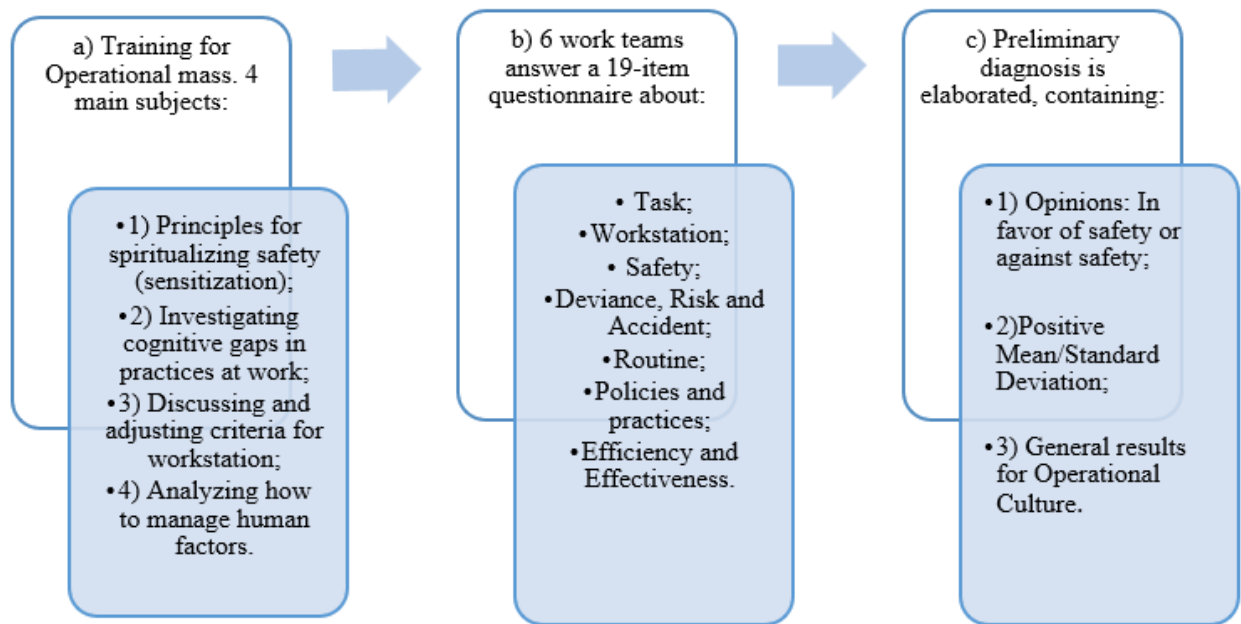 a) Training for
Operational mass. 4
main subjects:
•1) Principles for
spiritualizing safety
(sensitization);
•2) Investigating
cognitive gaps in
practices at work;
•3) Discussing and
adjusting criteria for
workstation;
•4) Analyzing how
to manage human
factors.
b) 6 work teams
answer a 19-item
questionnaire about:
• Task;
•Workstation;
• Safety;
•Deviance, Risk and
Accident;
•Routine;
•Policies and
practices;
•Efficiency and
Effectiveness.
c) Preliminary
diagnosis is
elaborated, containing:
•1) Opinions: In
favor of safety or
against safety;
•2)Positive
Mean/Standard
Deviation;
•3) General results
for Operational
Culture.